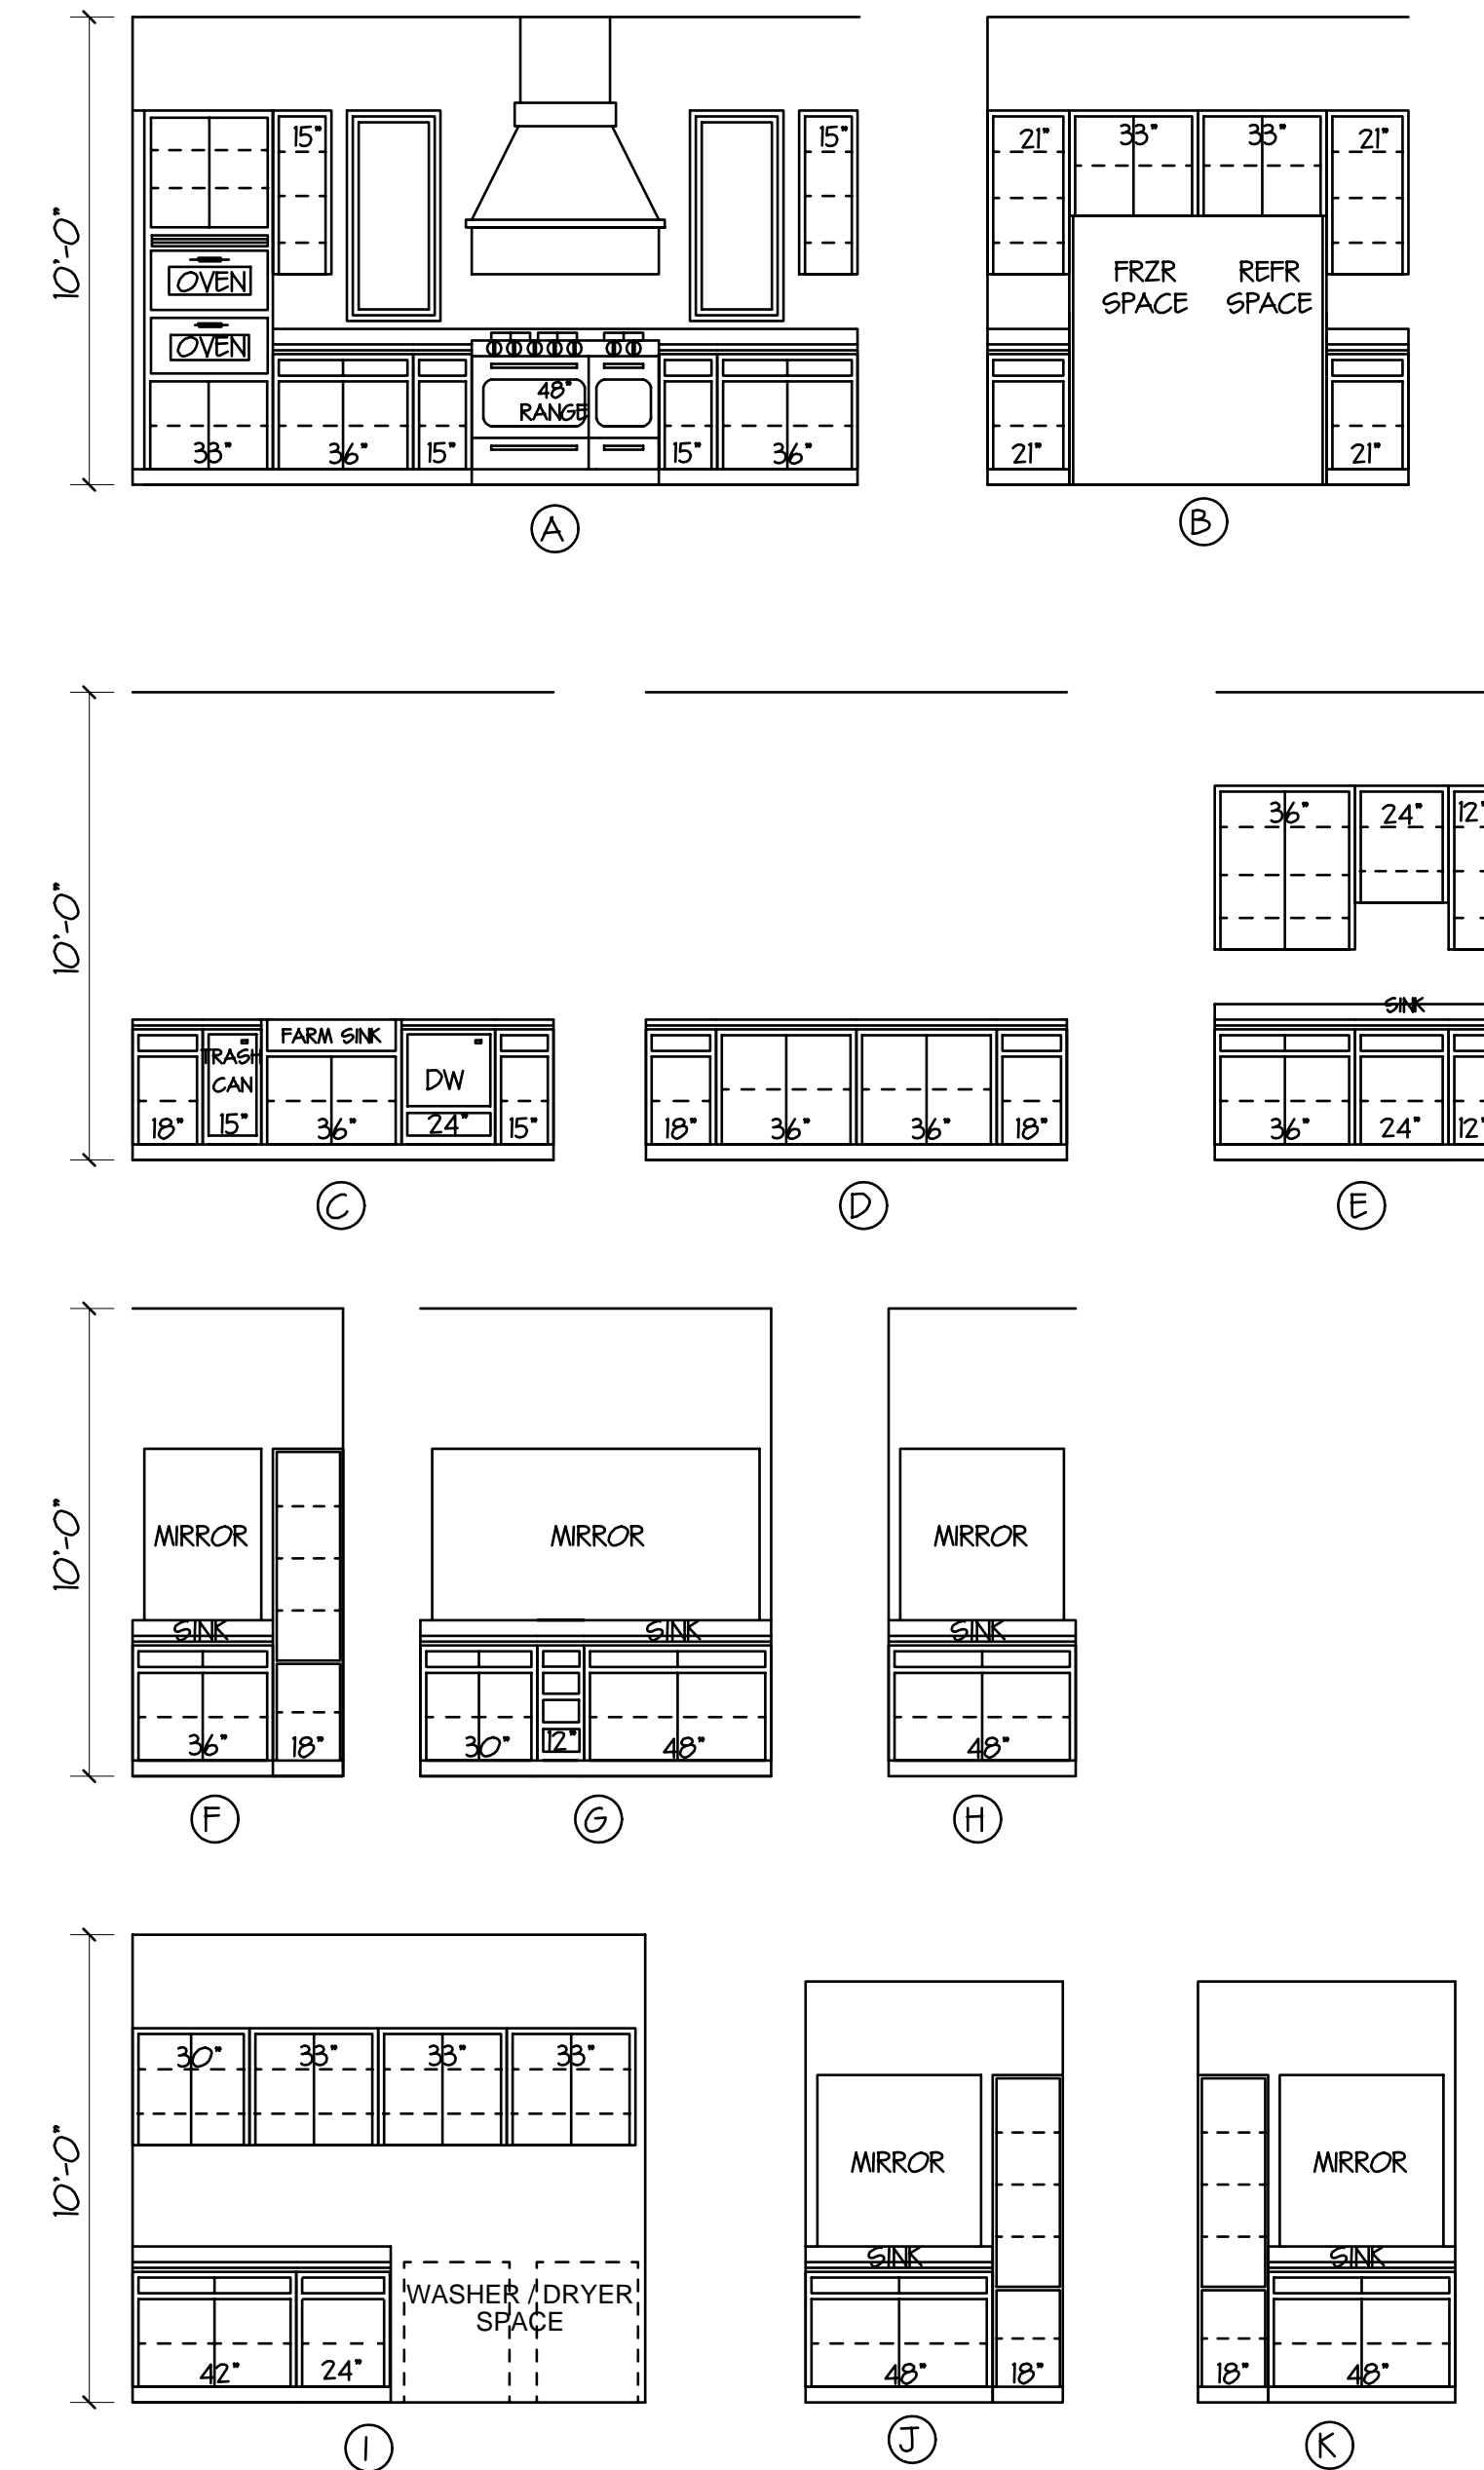 10'-0"
15" 15"
OVEN
OVEN
48"
RANGE
33" 36" 15" 15" 36"
A
21" 33" 33" 21"
FRZR REFR
SPACE SPACE
21" 21"
B
10'-0"
FARM SINK
TRASH
CAN
DW
18" 15" 36" 24" 15"
C
18" 36" 36" 18"
D
36" 24" 12"
SINK
36" 24" 12"
E
10'-0"
MIRROR
SINK
36" 18"
F
MIRROR
SINK
30" 12" 48"
G
MIRROR
SINK
48"
H
10'-0"
30" 33" 33" 33"
WASHER / DRYER
SPACE
42" 24"
I
MIRROR
SINK
48" 18"
J
MIRROR
SINK
18" 48"
K